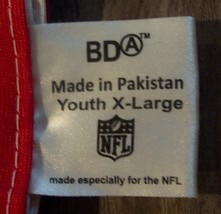 BDA™
Made in Pakistan
Youth X-Large
NFL
made especially for the NFL